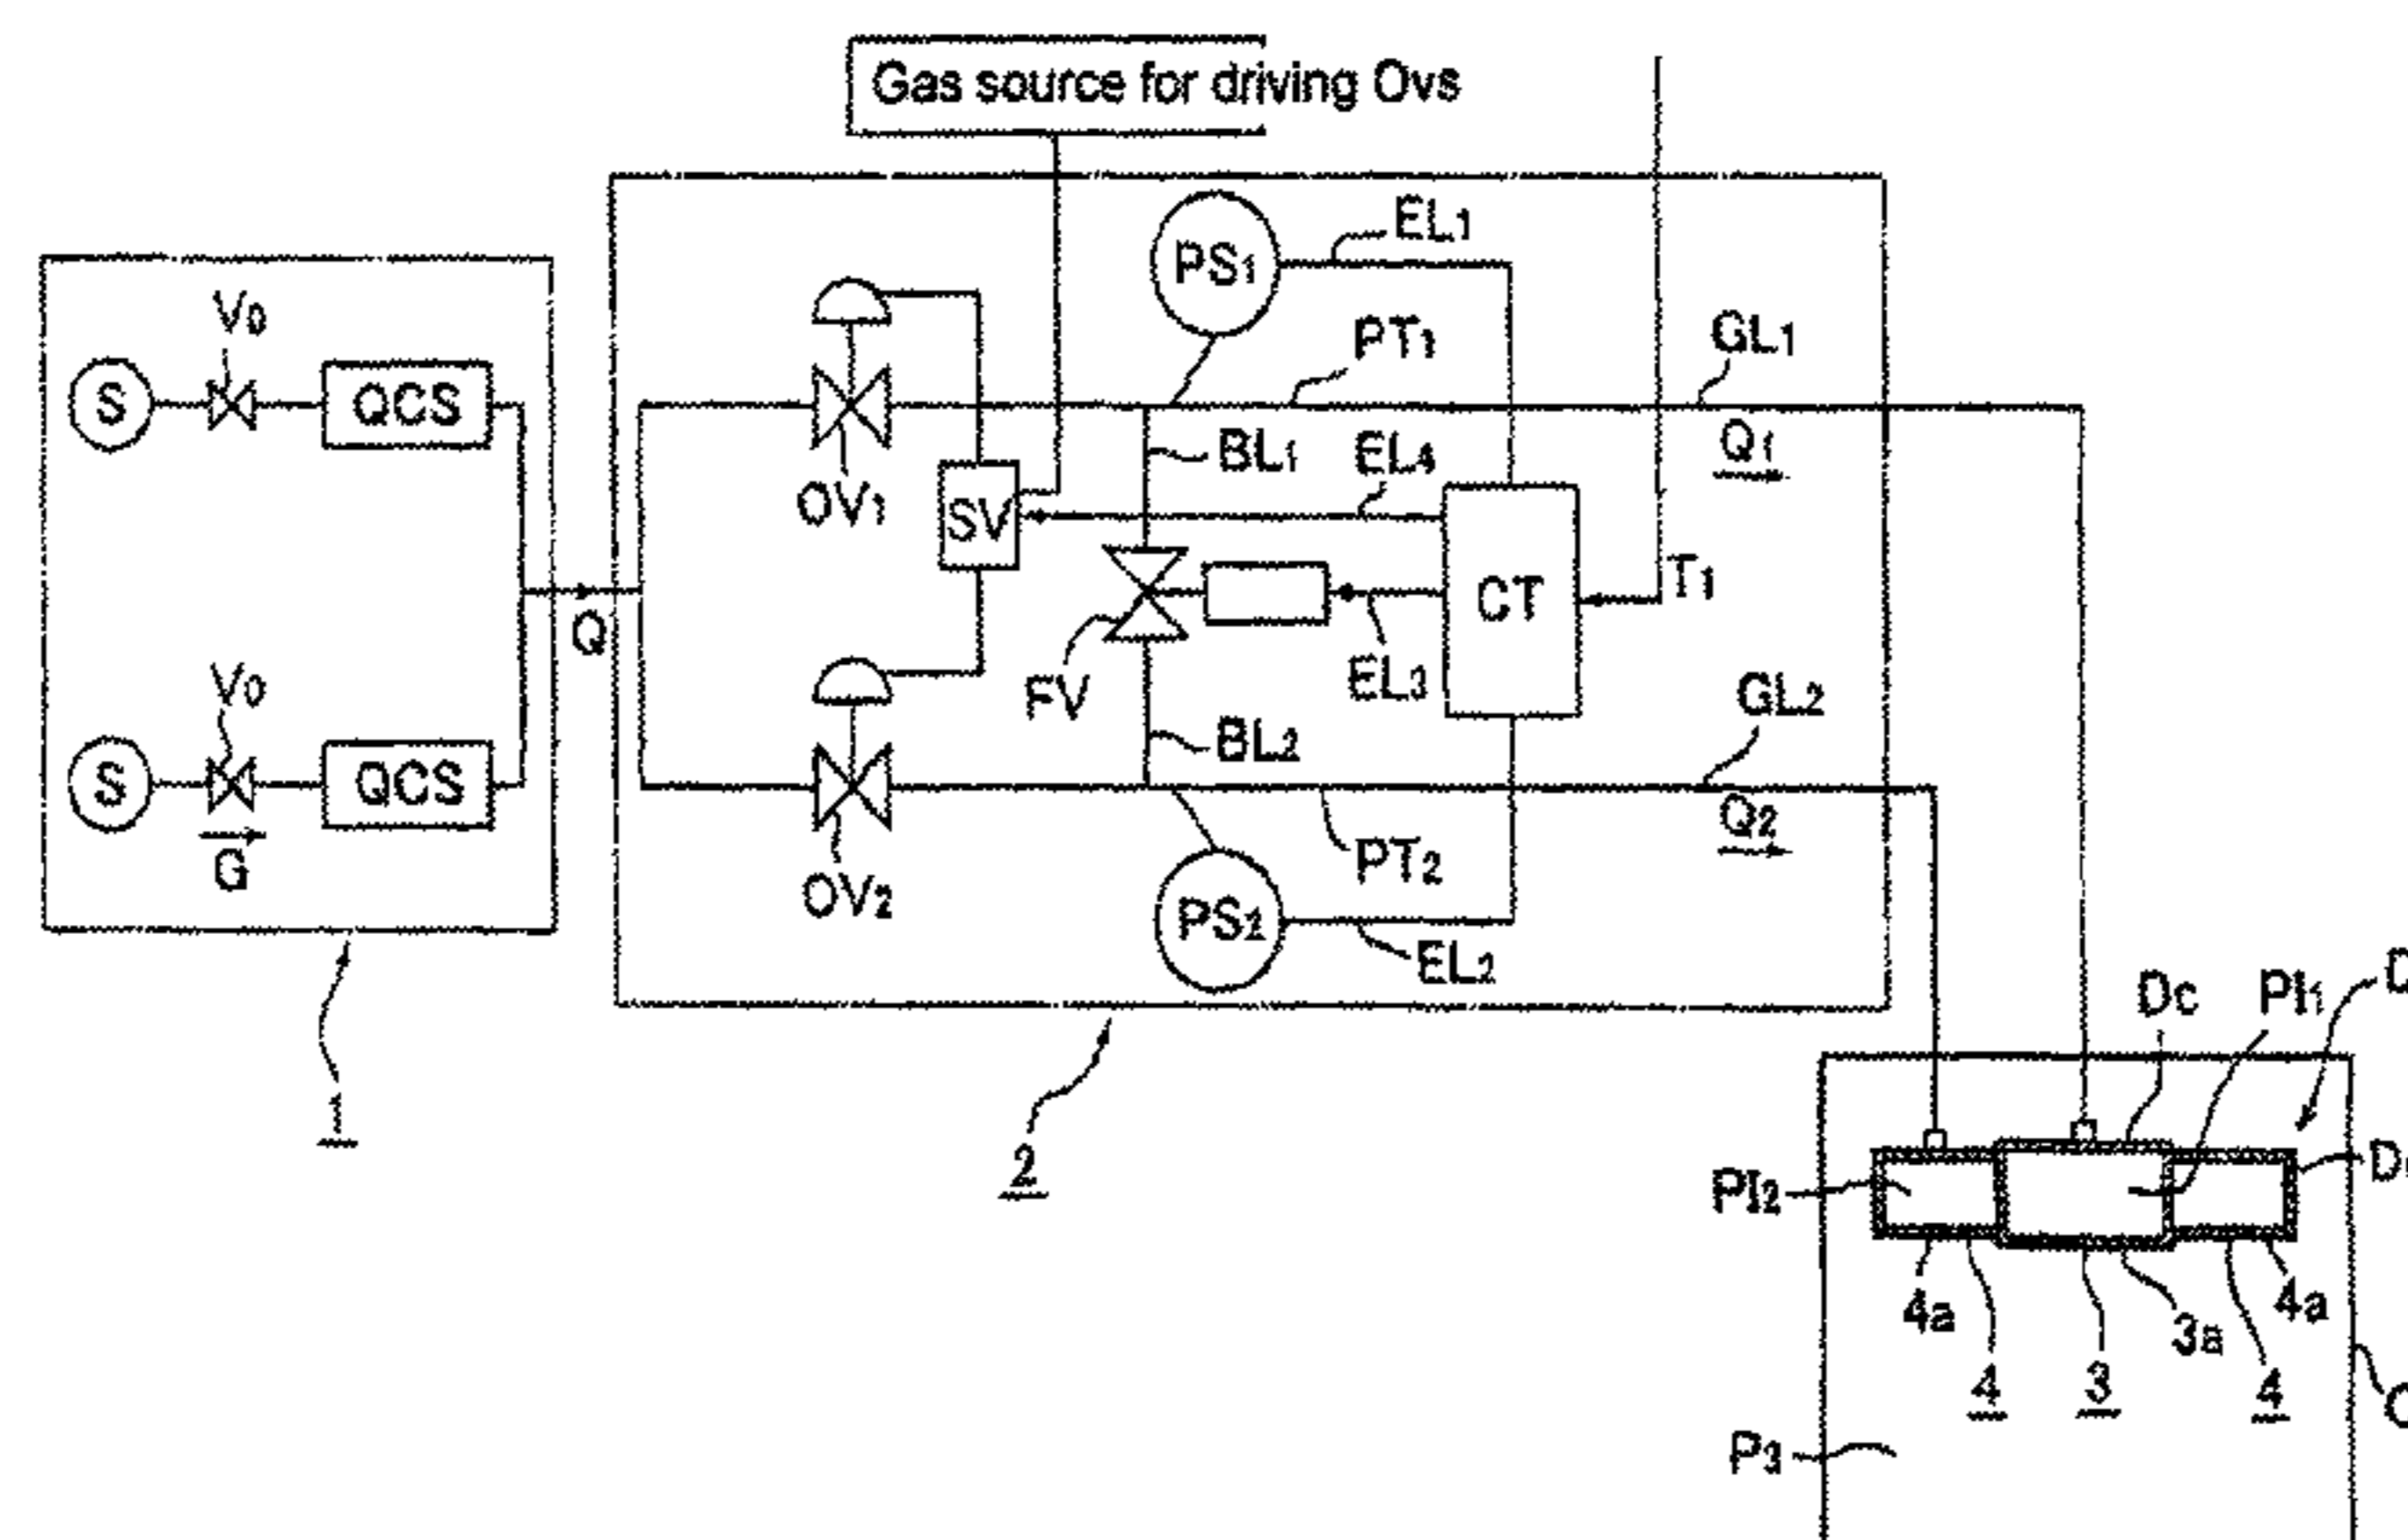 Gas source for driving Ovs
PS1
EL1
V0
PT1
GL1
S
QCS
Q1
BL1
EL4
OV1
SV
CT
T1
Q
FV
EL3
V0
GL2
BL2
S
QCS
Q2
G
PT2
OV2
PS2
EL2
1
2
Dc
PI1
D
PI2
4a
4
3
3a
4
4a
P3